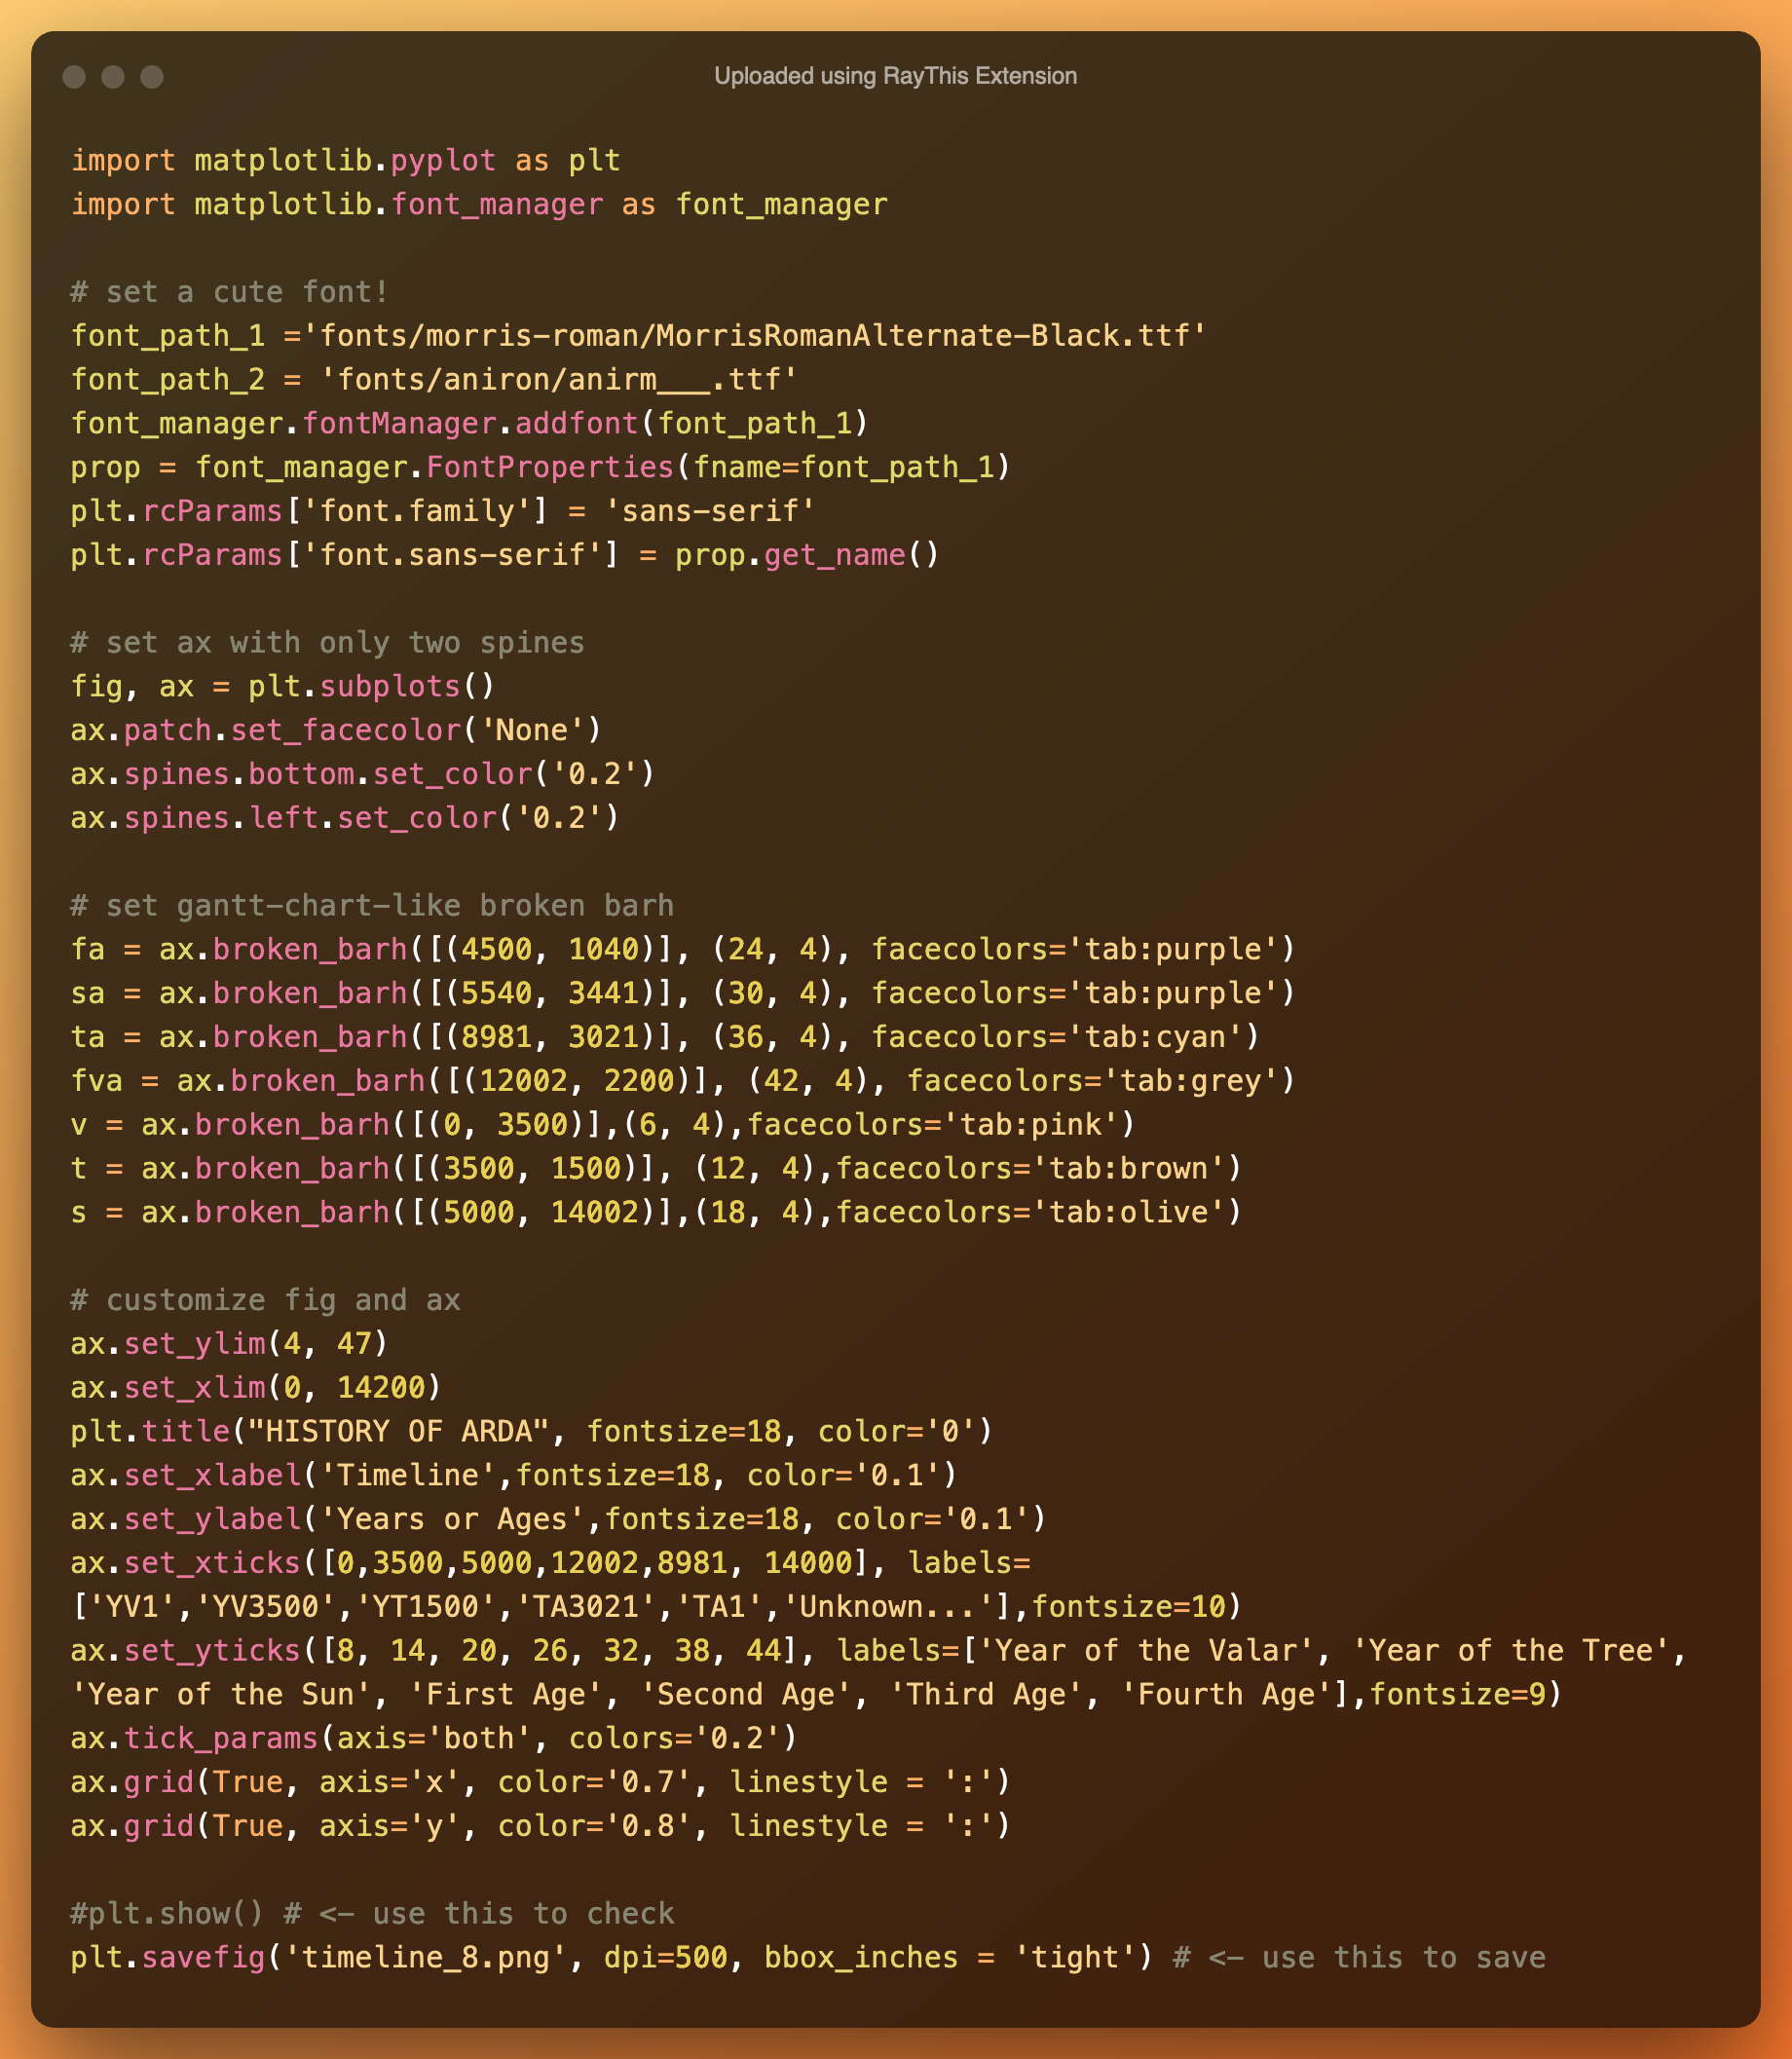 Uploaded using RayThis Extension
import matplotlib.pyplot as plt
import matplotlib.font_manager as font_manager
# set a cute font!
font_path_1 ='fonts/morris-roman/MorrisRomanAlternate-Black.ttf'
font_path_2 = 'fonts/aniron/anirm___.ttf'
font_manager.fontManager.addfont(font_path_1)
prop = font_manager.FontProperties(fname=font_path_1)
plt.rcParams['font.family'] = 'sans-serif'
plt.rcParams['font.sans-serif'] = prop.get_name()
# set ax with only two spines
fig, ax = plt.subplots()
ax.patch.set_facecolor('None')
ax.spines.bottom.set_color('0.2')
ax.spines.left.set_color('0.2')
# set gantt-chart-like broken barh
fa = ax.broken_barh([(4500, 1040)], (24, 4), facecolors='tab:purple')
sa = ax.broken_barh([(5540, 3441)], (30, 4), facecolors='tab:purple')
ta = ax.broken_barh([(8981, 3021)], (36, 4), facecolors='tab:cyan')
fva = ax.broken_barh([(12002, 2200)], (42, 4), facecolors='tab:grey')
v = ax.broken_barh([(0, 3500)],(6, 4),facecolors='tab:pink')
t = ax.broken_barh([(3500, 1500)], (12, 4),facecolors='tab:brown')
s = ax.broken_barh([(5000, 14002)],(18, 4),facecolors='tab:olive')
# customize fig and ax
ax.set_ylim(4, 47)
ax.set_xlim(0, 14200)
plt.title("HISTORY OF ARDA", fontsize=18, color='0')
ax.set_xlabel('Timeline',fontsize=18, color='0.1')
ax.set_ylabel('Years or Ages',fontsize=18, color='0.1')
ax.set_xticks([0,3500,5000,12002,8981, 14000], labels=
['YV1','YV3500','YT1500','TA3021','TA1','Unknown...'],fontsize=10)
ax.set_yticks([8, 14, 20, 26, 32, 38, 44], labels=['Year of the Valar', 'Year of the Tree',
'Year of the Sun', 'First Age', 'Second Age', 'Third Age', 'Fourth Age'],fontsize=9)
ax.tick_params(axis='both', colors='0.2')
ax.grid(True, axis='x', color='0.7', linestyle = ':')
ax.grid(True, axis='y', color='0.8', linestyle = ':')
#plt.show() # <- use this to check
plt.savefig('timeline_8.png', dpi=500, bbox_inches = 'tight') # <- use this to save